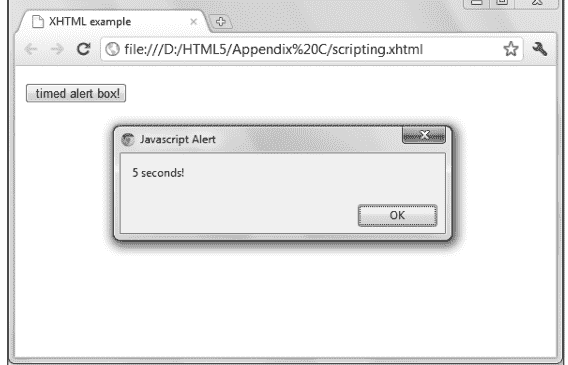 XHTML example
file:///D:/HTML5/Appendix%20C/scripting.xhtml
timed alert box!
Javascript Alert
5 seconds!
OK